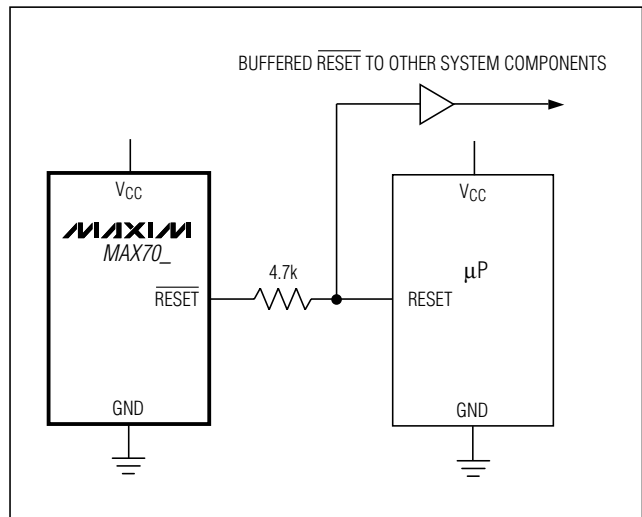 BUFFERED RESET TO OTHER SYSTEM COMPONENTS
VCC
MAXIM
MAX70_
RESET
GND
4.7k
VCC
μP
RESET
GND